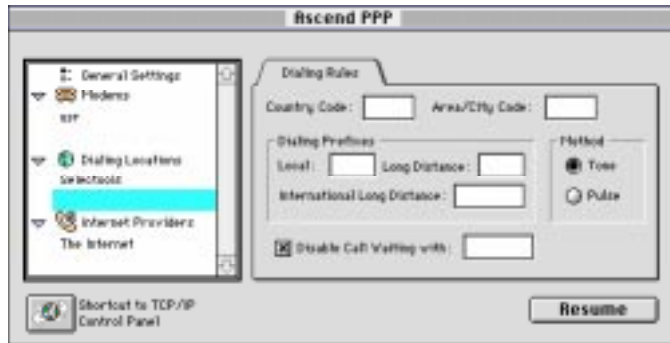 Ascend PPP
General Settings
Modems
USP
Dialing Locations
Selectools
Internet Providers
The Internet
Shortcut to TCP/IP
Control Panel
Dialing Rules
Country Code: Area/City Code:
Dialing Prefixes
Local: Long Distance:
International Long Distance:
Method
Tone
Pulse
Disable Call Waiting with:
Resume